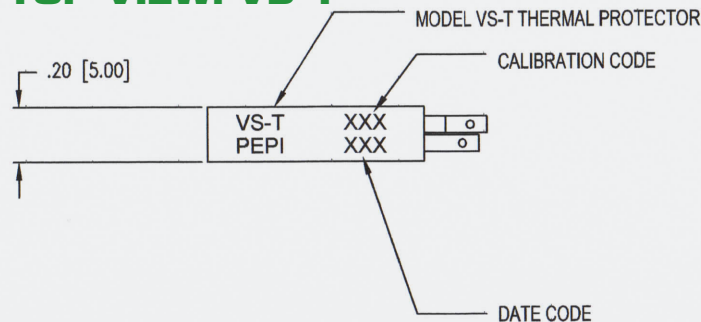 MODEL VS-T THERMAL PROTECTOR
CALIBRATION CODE
.20 [5.00]
VS-T XXX
PEPI XXX
DATE CODE